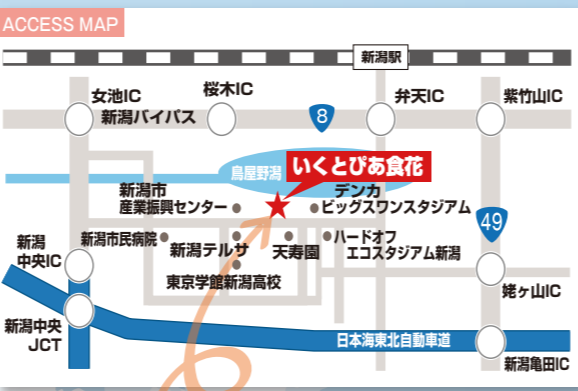 ACCESS MAP
新潟駅
女池IC
桜木IC
弁天IC
紫竹山IC
新潟バイパス
8
鳥屋野潟
いくとぴあ食花
新潟市
産業振興センター
デンカ
ビッグスワンスタジアム
49
新潟市民病院
新潟テルサ
天寿園
ハードオフ
エコスタジアム新潟
新潟
中央IC
東京学館新潟高校
姥ヶ山IC
新潟中央
JCT
日本海東北自動車道
新潟亀田IC